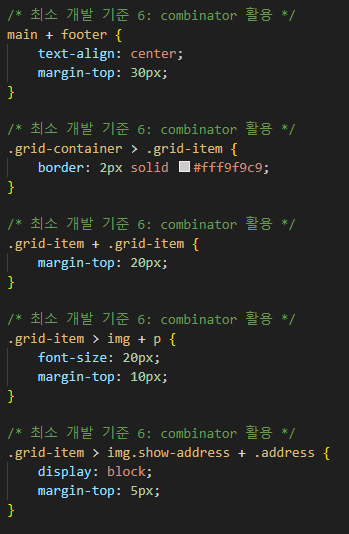 /* 최소 개발 기준 6: combinator 활용 */
main + footer {
    text-align: center;
    margin-top: 30px;
}

/* 최소 개발 기준 6: combinator 활용 */
.grid-container > .grid-item {
    border: 2px solid #fff9f9c9;
}

/* 최소 개발 기준 6: combinator 활용 */
.grid-item + .grid-item {
    margin-top: 20px;
}

/* 최소 개발 기준 6: combinator 활용 */
.grid-item > img + p {
    font-size: 20px;
    margin-top: 10px;
}

/* 최소 개발 기준 6: combinator 활용 */
.grid-item > img.show-address + .address {
    display: block;
    margin-top: 5px;
}